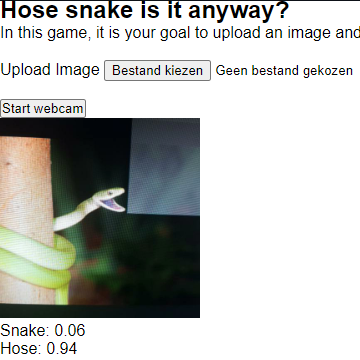 Hose snake is it anyway?
In this game, it is your goal to upload an image and
Upload Image Bestand kiezen Geen bestand gekozen
Start webcam
Snake: 0.06
Hose: 0.94